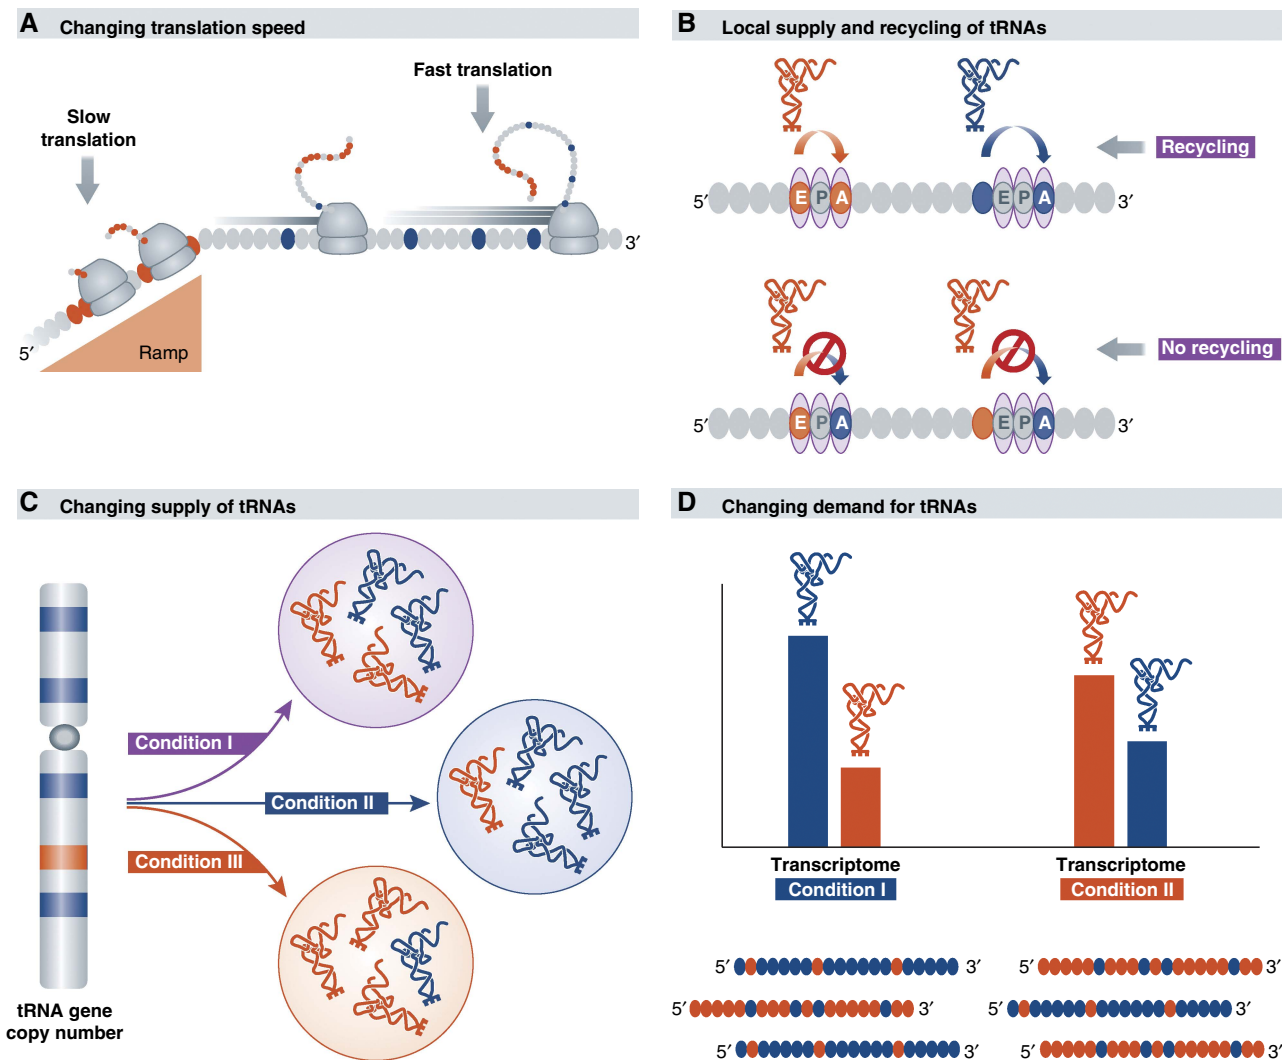 A Changing translation speed
Fast translation
Slow
translation
3′
Ramp
5′
B Local supply and recycling of tRNAs
Recycling
5′ E P A E P A 3′
No recycling
5′ E P A E P A 3′
C Changing supply of tRNAs
Condition I
Condition II
Condition III
tRNA gene
copy number
D Changing demand for tRNAs
Transcriptome Transcriptome
Condition I Condition II
5′ 3′ 5′ 3′
5′ 3′ 5′ 3′
5′ 3′ 5′ 3′